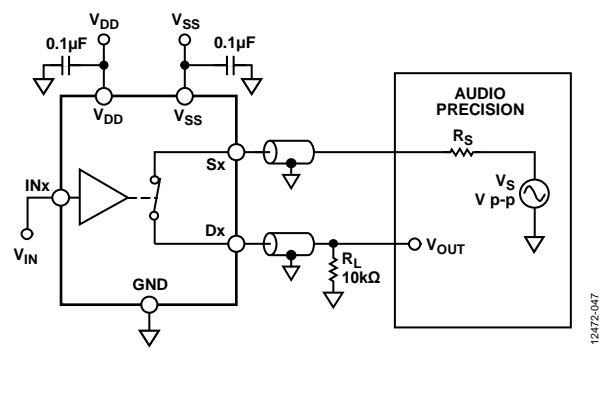 VDD
VSS
0.1µF
0.1µF
VDD
VSS
AUDIO
PRECISION
RS
Sx
VS
V p-p
INx
Dx
VOUT
VIN
RL
10kΩ
GND
12472-047